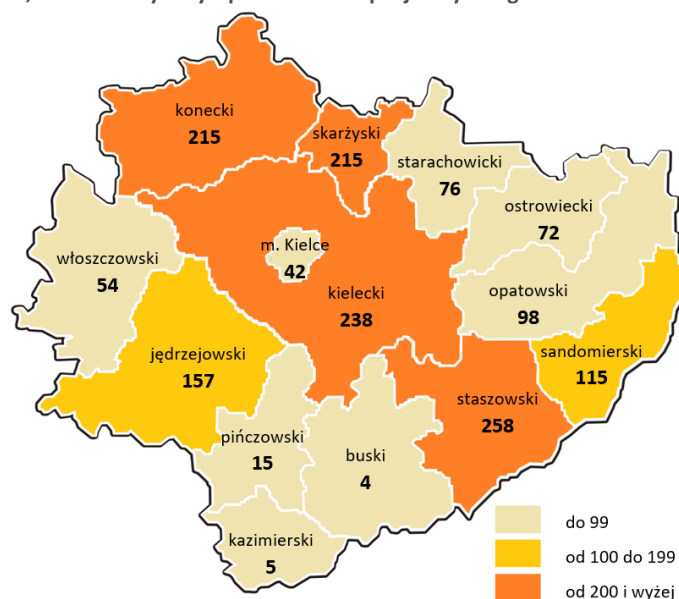 konecki
215
skarżyski
215
starachowicki
76
ostrowiecki
72
włoszczowski
54
m. Kielce
42
kielecki
238
opatowski
98
jędrzejowski
157
sandomierski
115
staszowski
258
pińczowski
15
buski
4
kazimierski
5
do 99
od 100 do 199
od 200 i wyżej